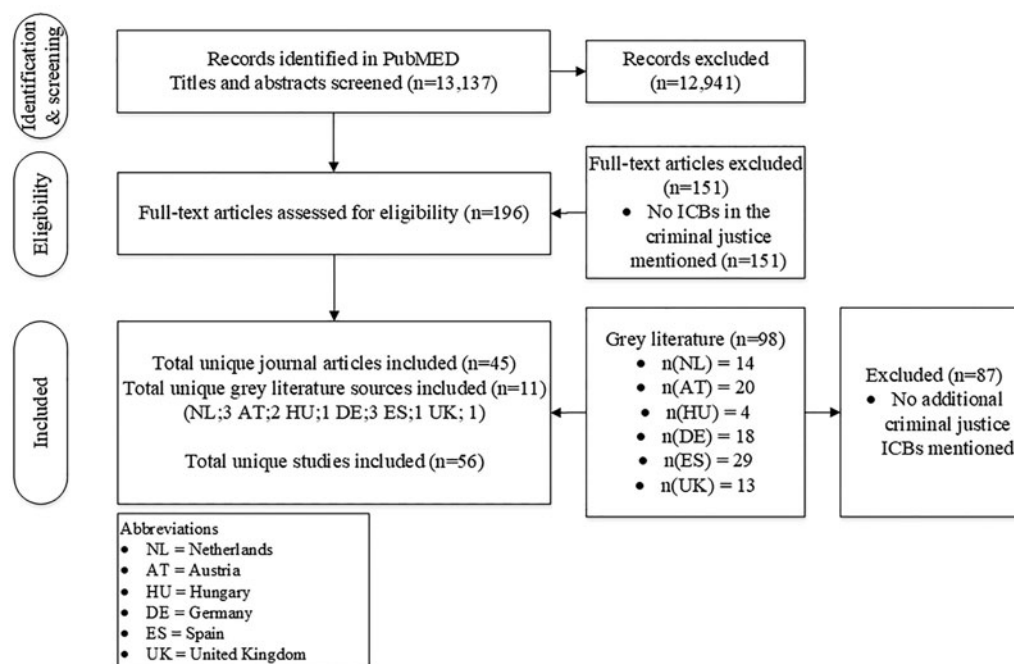 Identification
& screening
Records identified in PubMED
Titles and abstracts screened (n=13,137)
Records excluded
(n=12,941)
Eligibility
Full-text articles assessed for eligibility (n=196)
Full-text articles excluded
(n=151)
● No ICBs in the
criminal justice
mentioned (n=151)
Included
Total unique journal articles included (n=45)
Total unique grey literature sources included (n=11)
(NL;3 AT;2 HU;1 DE;3 ES;1 UK; 1)
Total unique studies included (n=56)
Grey literature (n=98)
● n(NL) = 14
● n(AT) = 20
● n(HU) = 4
● n(DE) = 18
● n(ES) = 29
● n(UK) = 13
Excluded (n=87)
● No additional
criminal justice
ICBs mentioned
Abbreviations
● NL = Netherlands
● AT = Austria
● HU = Hungary
● DE = Germany
● ES = Spain
● UK = United Kingdom